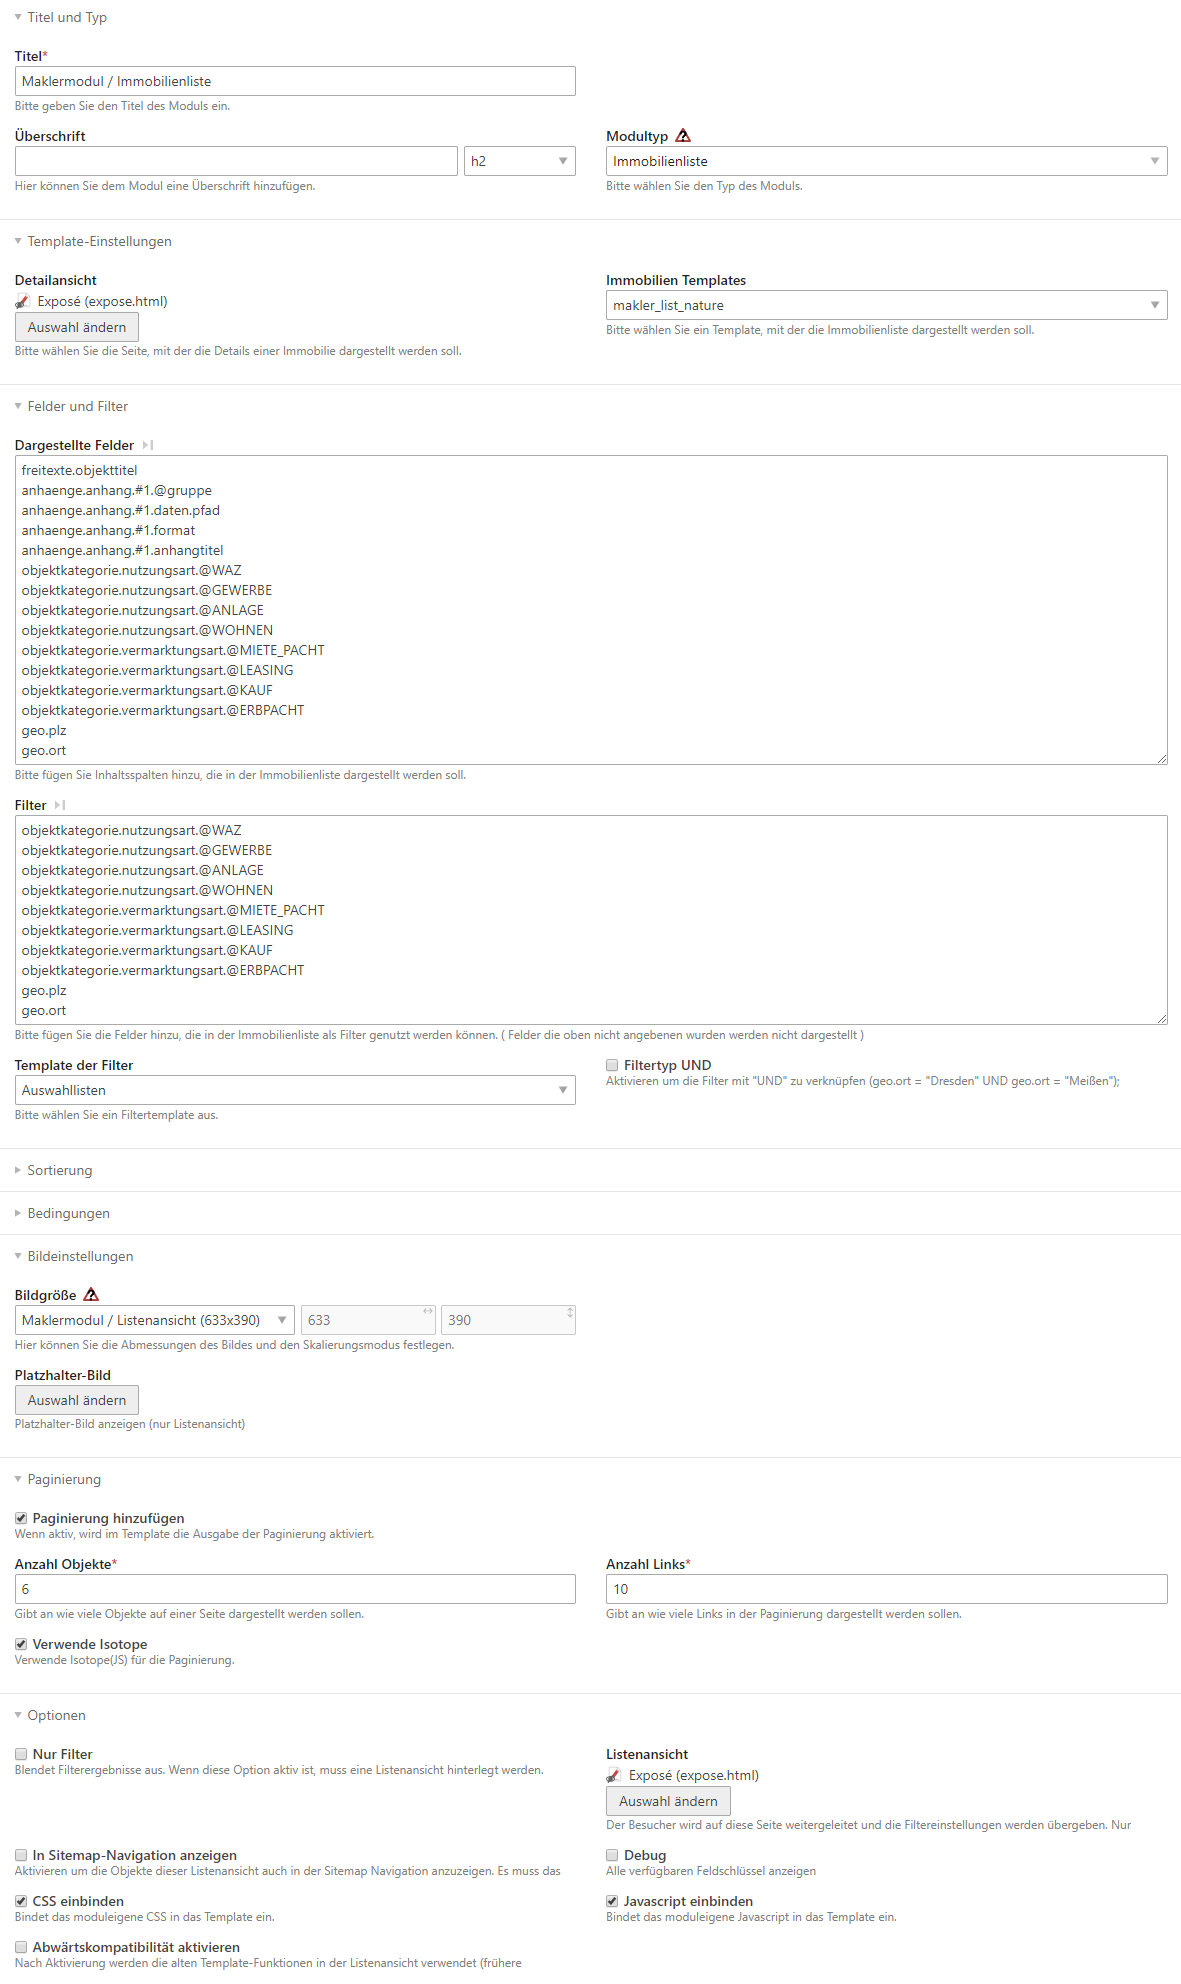 Titel und Typ
Titel*
Maklermodul / Immobilienliste
Bitte geben Sie den Titel des Moduls ein.
Überschrift
h2
Hier können Sie dem Modul eine Überschrift hinzufügen.
Modultyp
Immobilienliste
Bitte wählen Sie den Typ des Moduls.
Template-Einstellungen
Detailansicht
Exposé (expose.html)
Auswahl ändern
Bitte wählen Sie die Seite, mit der die Details einer Immobilie dargestellt werden soll.
Immobilien Templates
makler_list_nature
Bitte wählen Sie ein Template, mit der die Immobilienliste dargestellt werden soll.
Felder und Filter
Dargestellte Felder
freitexte.objekttitel
anhaenge.anhang.#1.@gruppe
anhaenge.anhang.#1.daten.pfad
anhaenge.anhang.#1.format
anhaenge.anhang.#1.anhangtitel
objektkategorie.nutzungsart.@WAZ
objektkategorie.nutzungsart.@GEWERBE
objektkategorie.nutzungsart.@ANLAGE
objektkategorie.nutzungsart.@WOHNEN
objektkategorie.vermarktungsart.@MIETE_PACHT
objektkategorie.vermarktungsart.@LEASING
objektkategorie.vermarktungsart.@KAUF
objektkategorie.vermarktungsart.@ERBPACHT
geo.plz
geo.ort
Bitte fügen Sie Inhaltsspalten hinzu, die in der Immobilienliste dargestellt werden soll.
Filter
objektkategorie.nutzungsart.@WAZ
objektkategorie.nutzungsart.@GEWERBE
objektkategorie.nutzungsart.@ANLAGE
objektkategorie.nutzungsart.@WOHNEN
objektkategorie.vermarktungsart.@MIETE_PACHT
objektkategorie.vermarktungsart.@LEASING
objektkategorie.vermarktungsart.@KAUF
objektkategorie.vermarktungsart.@ERBPACHT
geo.plz
geo.ort
Bitte fügen Sie die Felder hinzu, die in der Immobilienliste als Filter genutzt werden können. ( Felder die oben nicht angebenen wurden werden nicht dargestellt )
Template der Filter
Auswahllisten
Bitte wählen Sie ein Filtertemplate aus.
Filtertyp UND
Aktivieren um die Filter mit "UND" zu verknüpfen (geo.ort = "Dresden" UND geo.ort = "Meißen");
Sortierung
Bedingungen
Bildeinstellungen
Bildgröße
Maklermodul / Listenansicht (633x390)
633
390
Hier können Sie die Abmessungen des Bildes und den Skalierungsmodus festlegen.
Platzhalter-Bild
Auswahl ändern
Platzhalter-Bild anzeigen (nur Listenansicht)
Paginierung
Paginierung hinzufügen
Wenn aktiv, wird im Template die Ausgabe der Paginierung aktiviert.
Anzahl Objekte*
6
Gibt an wie viele Objekte auf einer Seite dargestellt werden sollen.
Anzahl Links*
10
Gibt an wie viele Links in der Paginierung dargestellt werden sollen.
Verwende Isotope
Verwende Isotope(JS) für die Paginierung.
Optionen
Nur Filter
Blendet Filterergebnisse aus. Wenn diese Option aktiv ist, muss eine Listenansicht hinterlegt werden.
Listenansicht
Exposé (expose.html)
Auswahl ändern
Der Besucher wird auf diese Seite weitergeleitet und die Filtereinstellungen werden übergeben. Nur
In Sitemap-Navigation anzeigen
Aktivieren um die Objekte dieser Listenansicht auch in der Sitemap Navigation anzuzeigen. Es muss das
Debug
Alle verfügbaren Feldschlüssel anzeigen
CSS einbinden
Bindet das moduleigene CSS in das Template ein.
Javascript einbinden
Bindet das moduleigene Javascript in das Template ein.
Abwärtskompatibilität aktivieren
Nach Aktivierung werden die alten Template-Funktionen in der Listenansicht verwendet (frühere